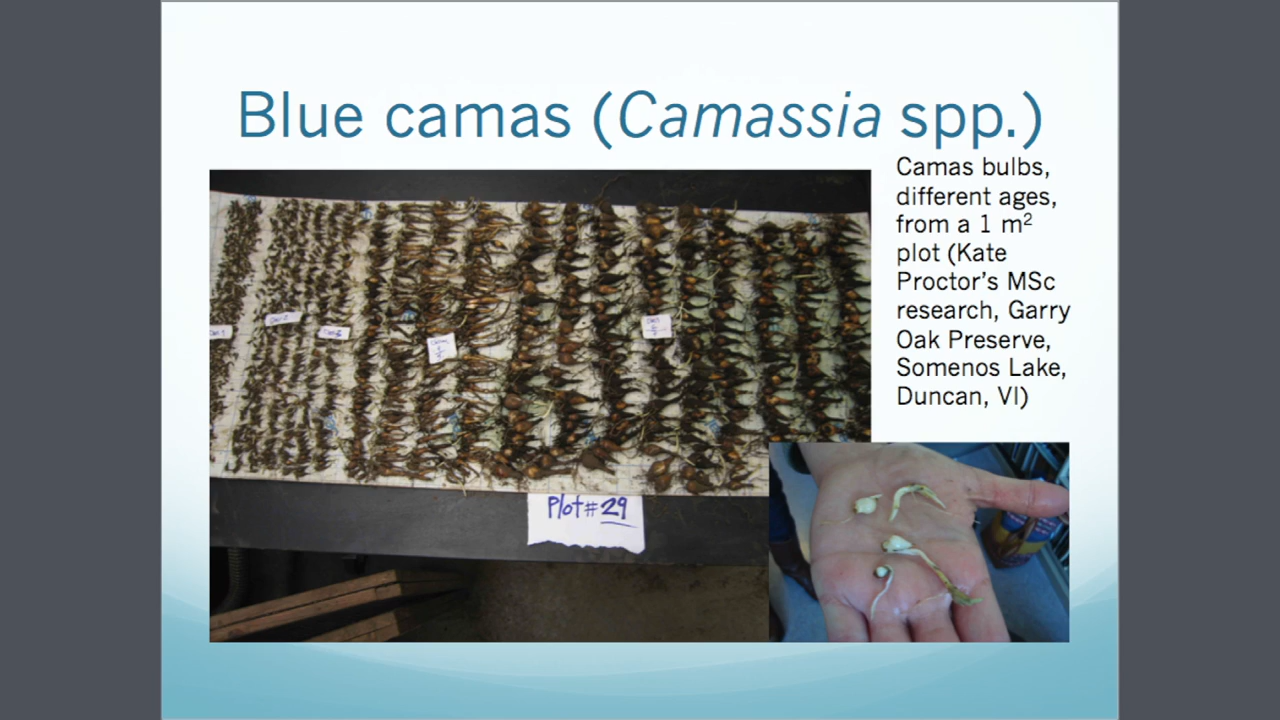 Blue camas (Camassia spp.)
Camas bulbs,
different ages,
from a 1 m²
plot (Kate
Proctor’s MSc
research, Garry
Oak Preserve,
Somenos Lake,
Duncan, VI)
Plot# 29